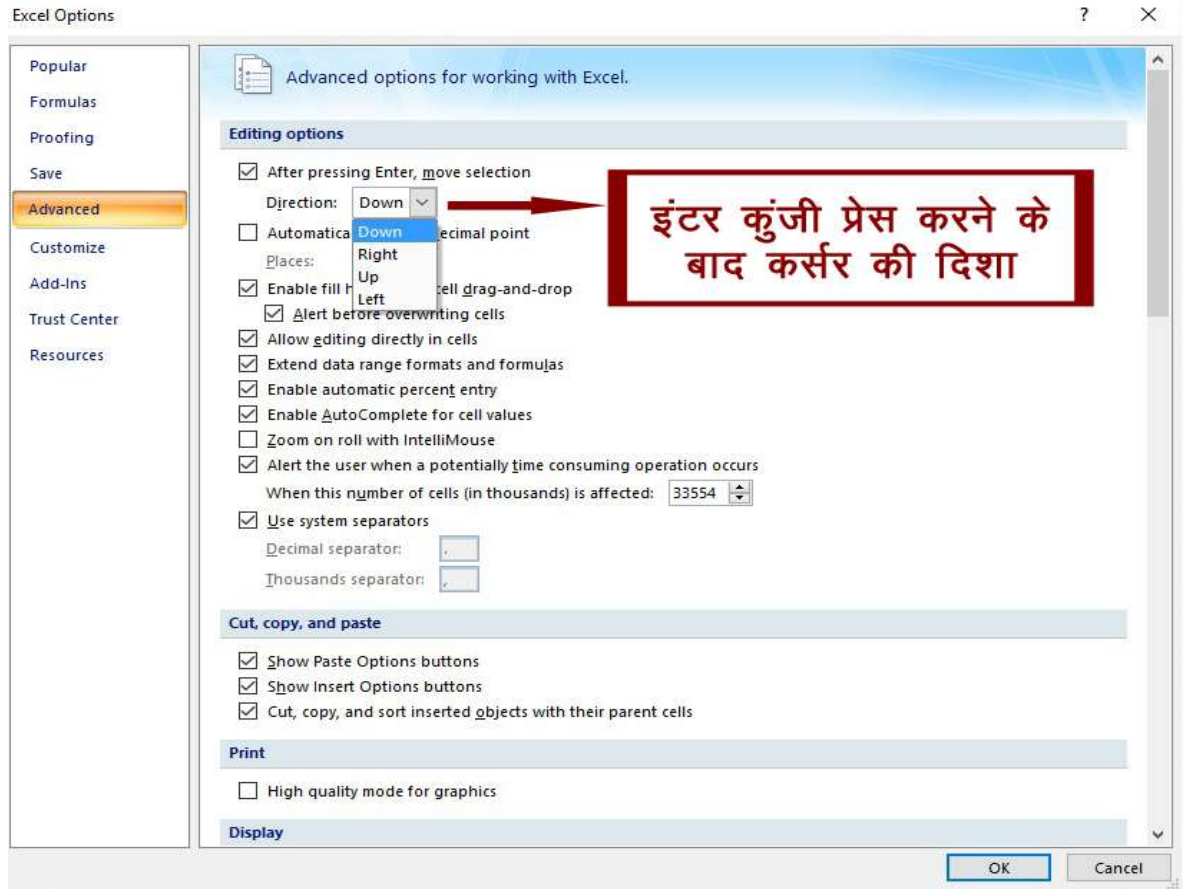 Excel Options
?
Popular
Formulas
Proofing
Save
Advanced
Customize
Add-Ins
Trust Center
Resources
Advanced options for working with Excel.
Editing options
After pressing Enter, move selection
Direction: Down
Down
Right
Up
Left
इंटर कुंजी प्रेस करने के
बाद कर्सर की दिशा
Automatica ecimal point
Places:
Enable fill h cell drag-and-drop
Alert before overwriting cells
Allow editing directly in cells
Extend data range formats and formulas
Enable automatic percent entry
Enable AutoComplete for cell values
Zoom on roll with IntelliMouse
Alert the user when a potentially time consuming operation occurs
When this number of cells (in thousands) is affected: 33554
Use system separators
Decimal separator: .
Thousands separator: ,
Cut, copy, and paste
Show Paste Options buttons
Show Insert Options buttons
Cut, copy, and sort inserted objects with their parent cells
Print
High quality mode for graphics
Display
OK Cancel